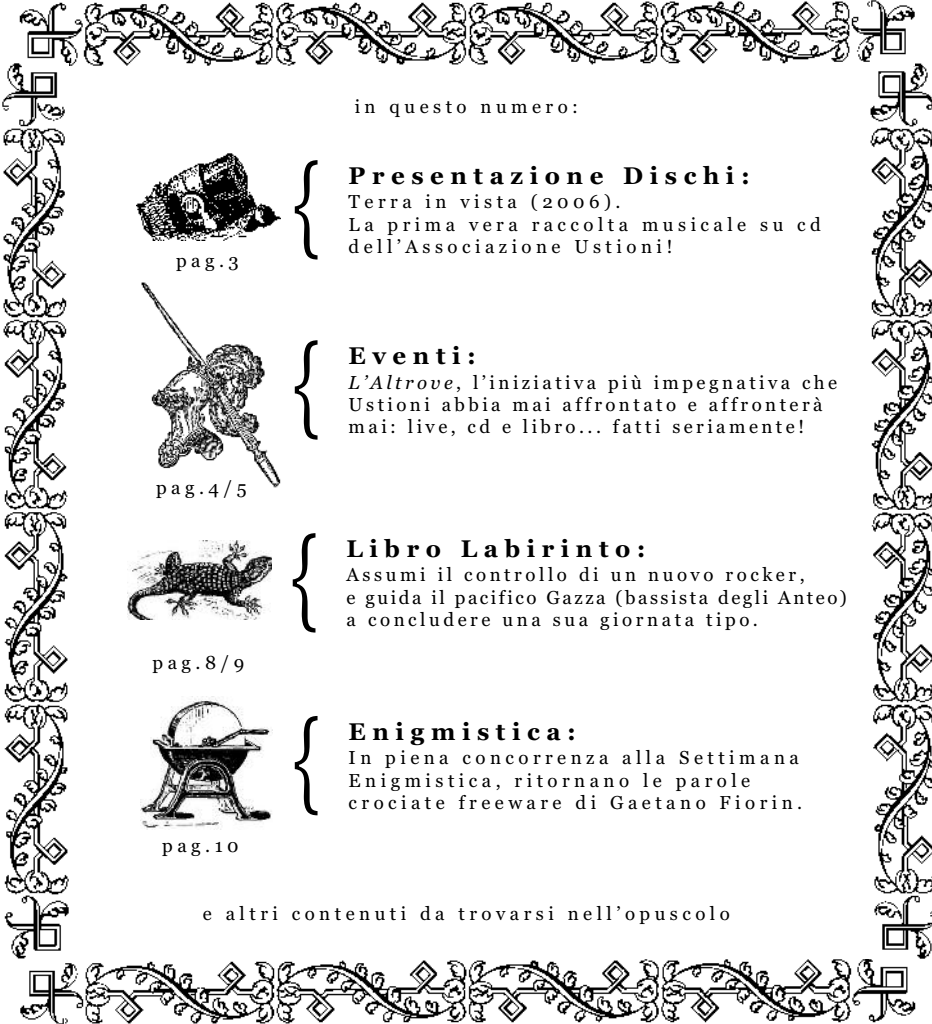 in questo numero:
Presentazione Dischi:
Terra in vista (2006).
La prima vera raccolta musicale su cd
dell'Associazione Ustioni!
pag.3
Eventi:
L'Altrove, l'iniziativa più impegnativa che
Ustioni abbia mai affrontato e affronterà
mai: live, cd e libro... fatti seriamente!
pag.4/5
Libro Labirinto:
Assumi il controllo di un nuovo rocker,
e guida il pacifico Gazza (bassista degli Anteo)
a concludere una sua giornata tipo.
pag.8/9
Enigmistica:
In piena concorrenza alla Settimana
Enigmistica, ritornano le parole
crociate freeware di Gaetano Fiorin.
pag.10
e altri contenuti da trovarsi nell'opuscolo